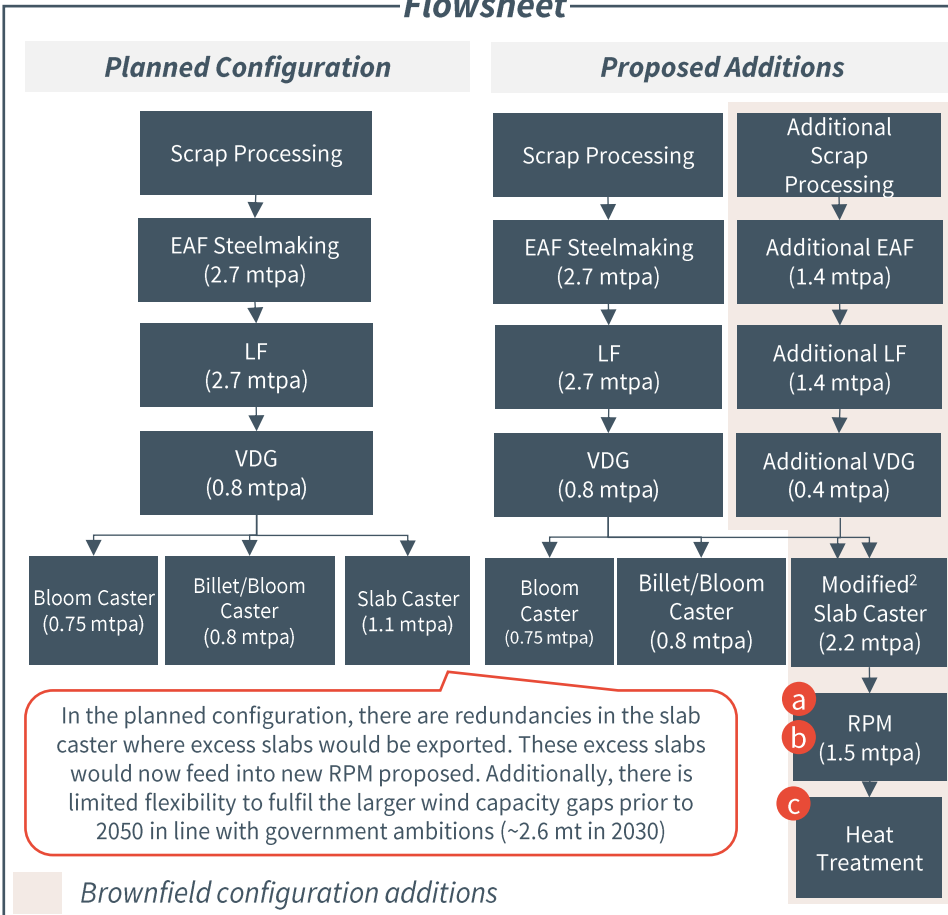 Flowsheet
Planned Configuration
Scrap Processing
EAF Steelmaking
(2.7 mtpa)
LF
(2.7 mtpa)
VDG
(0.8 mtpa)
Bloom Caster
(0.75 mtpa)
Billet/Bloom
Caster
(0.8 mtpa)
Slab Caster
(1.1 mtpa)
In the planned configuration, there are redundancies in the slab
caster where excess slabs would be exported. These excess slabs
would now feed into new RPM proposed. Additionally, there is
limited flexibility to fulfil the larger wind capacity gaps prior to
2050 in line with government ambitions (~2.6 mt in 2030)
Proposed Additions
Scrap Processing
EAF Steelmaking
(2.7 mtpa)
LF
(2.7 mtpa)
VDG
(0.8 mtpa)
Bloom
Caster
(0.75 mtpa)
Billet/Bloom
Caster
(0.8 mtpa)
Additional
Scrap
Processing
Additional EAF
(1.4 mtpa)
Additional LF
(1.4 mtpa)
Additional VDG
(0.4 mtpa)
Modified²
Slab Caster
(2.2 mtpa)
a
b
RPM
(1.5 mtpa)
c
Heat
Treatment
Brownfield configuration additions